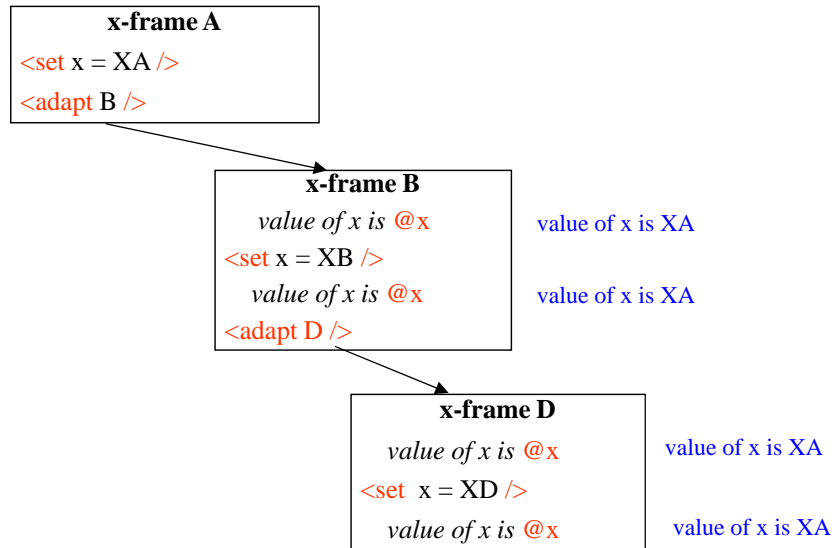 x-frame A
<set x = XA />
<adapt B />
x-frame B
value of x is @x value of x is XA
<set x = XB />
value of x is @x value of x is XA
<adapt D />
x-frame D
value of x is @x value of x is XA
<set x = XD />
value of x is @x value of x is XA